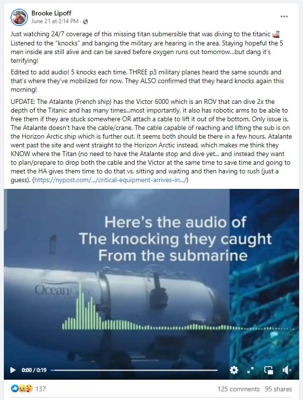 Brooke Lipoff
June 21 at 2:14 PM ·
Just watching 24/7 coverage of this missing titan submersible that was diving to the titanic 🚢
Listened to the "knocks" and banging the military are hearing in the area. Staying hopeful the 5
men inside are still alive and can be saved before oxygen runs out tomorrow...but dang it's
terrifying!
Edited to add audio! 5 knocks each time. THREE p3 military planes heard the same sounds and
that's where they've mobilized for now. They ALSO confirmed that they heard knocks again this
morning!
UPDATE: The Atalante (French ship) has the Victor 6000 which is an ROV that can dive 2x the
depth of the Titanic and has many times...most importantly, it also has robotic arms to be able to
free them if they are stuck somewhere OR attach a cable to lift it out of the bottom. Only issue is.
The Atalante doesn't have the cable/crane. The cable capable of reaching and lifting the sub is on
the Horizon Arctic ship which is further out. It seems both should be there in a few hours. Atalante
went past the site and went straight to the Horizon Arctic instead, which makes me think they
KNOW where the Titan (no need to have the Atalante stop and dive yet.. and instead they want
to plan/prepare to drop both the cable and the Victor at the same time to save time and going to
meet the HA gives them time to do that vs. sitting and waiting and then having to rush (just a
guess). (https://nypost.com/.../critical-equipment-arrives-in.../)
Here's the audio of
The knocking they caught
From the submarine
Ocean
0:00 / 0:19
137
125 comments
95 shares